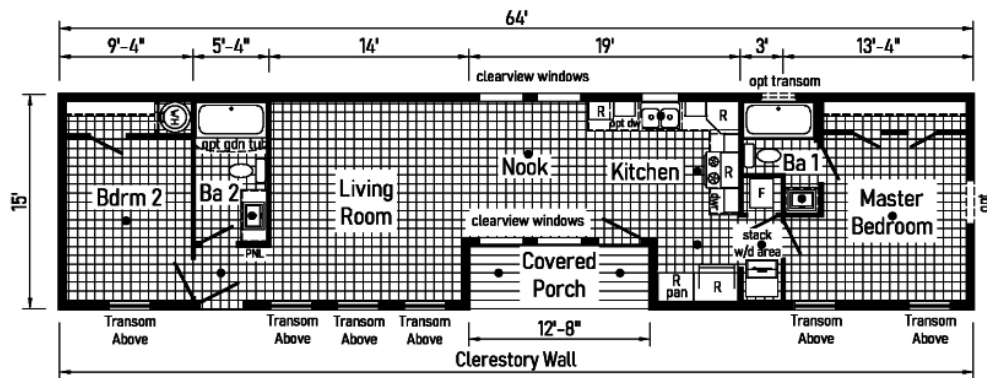 64'
9'-4" 5'-4" 14' 19' 3' 13'-4"
clearview windows
opt transom
15'
WH
R
opt dw
R
opt gdn tub
Nook
Kitchen
R
Ba 1
Bdrm 2
Ba 2
Living
Room
F
Master
Bedroom
opt
clearview windows
stack
w/d area
PNL
Covered
Porch
R
pan
R
Transom
Above
Transom
Above
Transom
Above
Transom
Above
12'-8"
Transom
Above
Transom
Above
Clerestory Wall